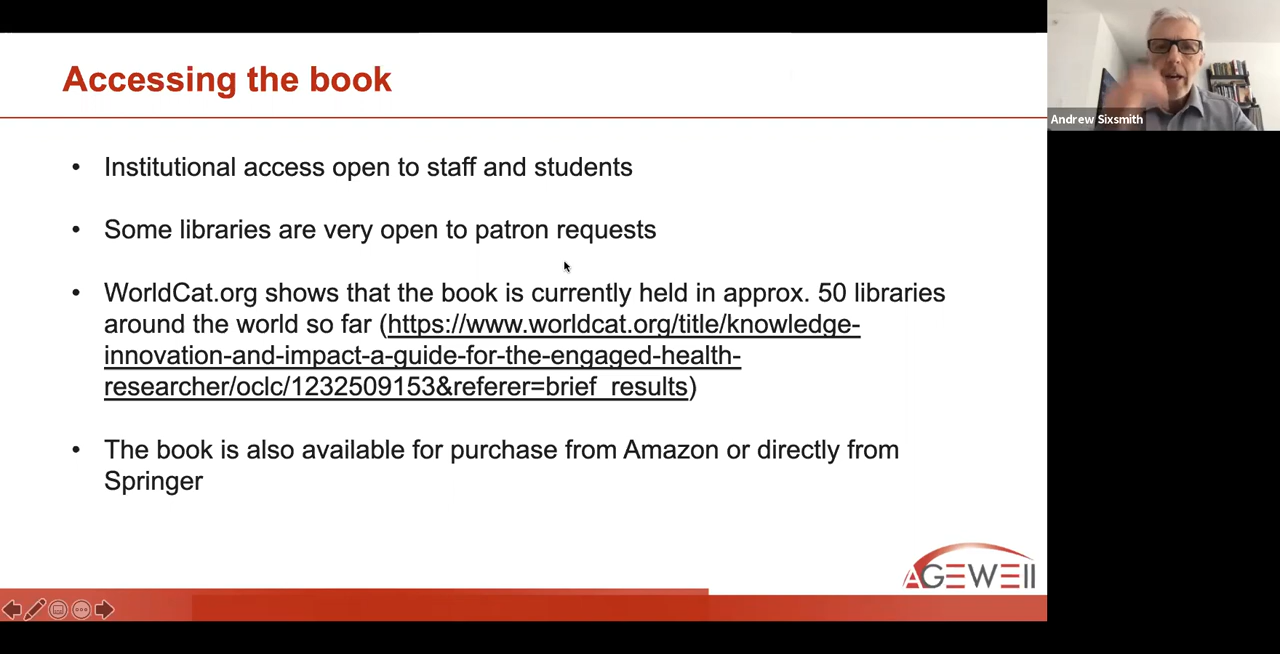 Accessing the book
Andrew Sixsmith
• Institutional access open to staff and students
• Some libraries are very open to patron requests
• WorldCat.org shows that the book is currently held in approx. 50 libraries
around the world so far (https://www.worldcat.org/title/knowledge-
innovation-and-impact-a-guide-for-the-engaged-health-
researcher/oclc/1232509153&referer=brief_results)
• The book is also available for purchase from Amazon or directly from
Springer
AGEWELL